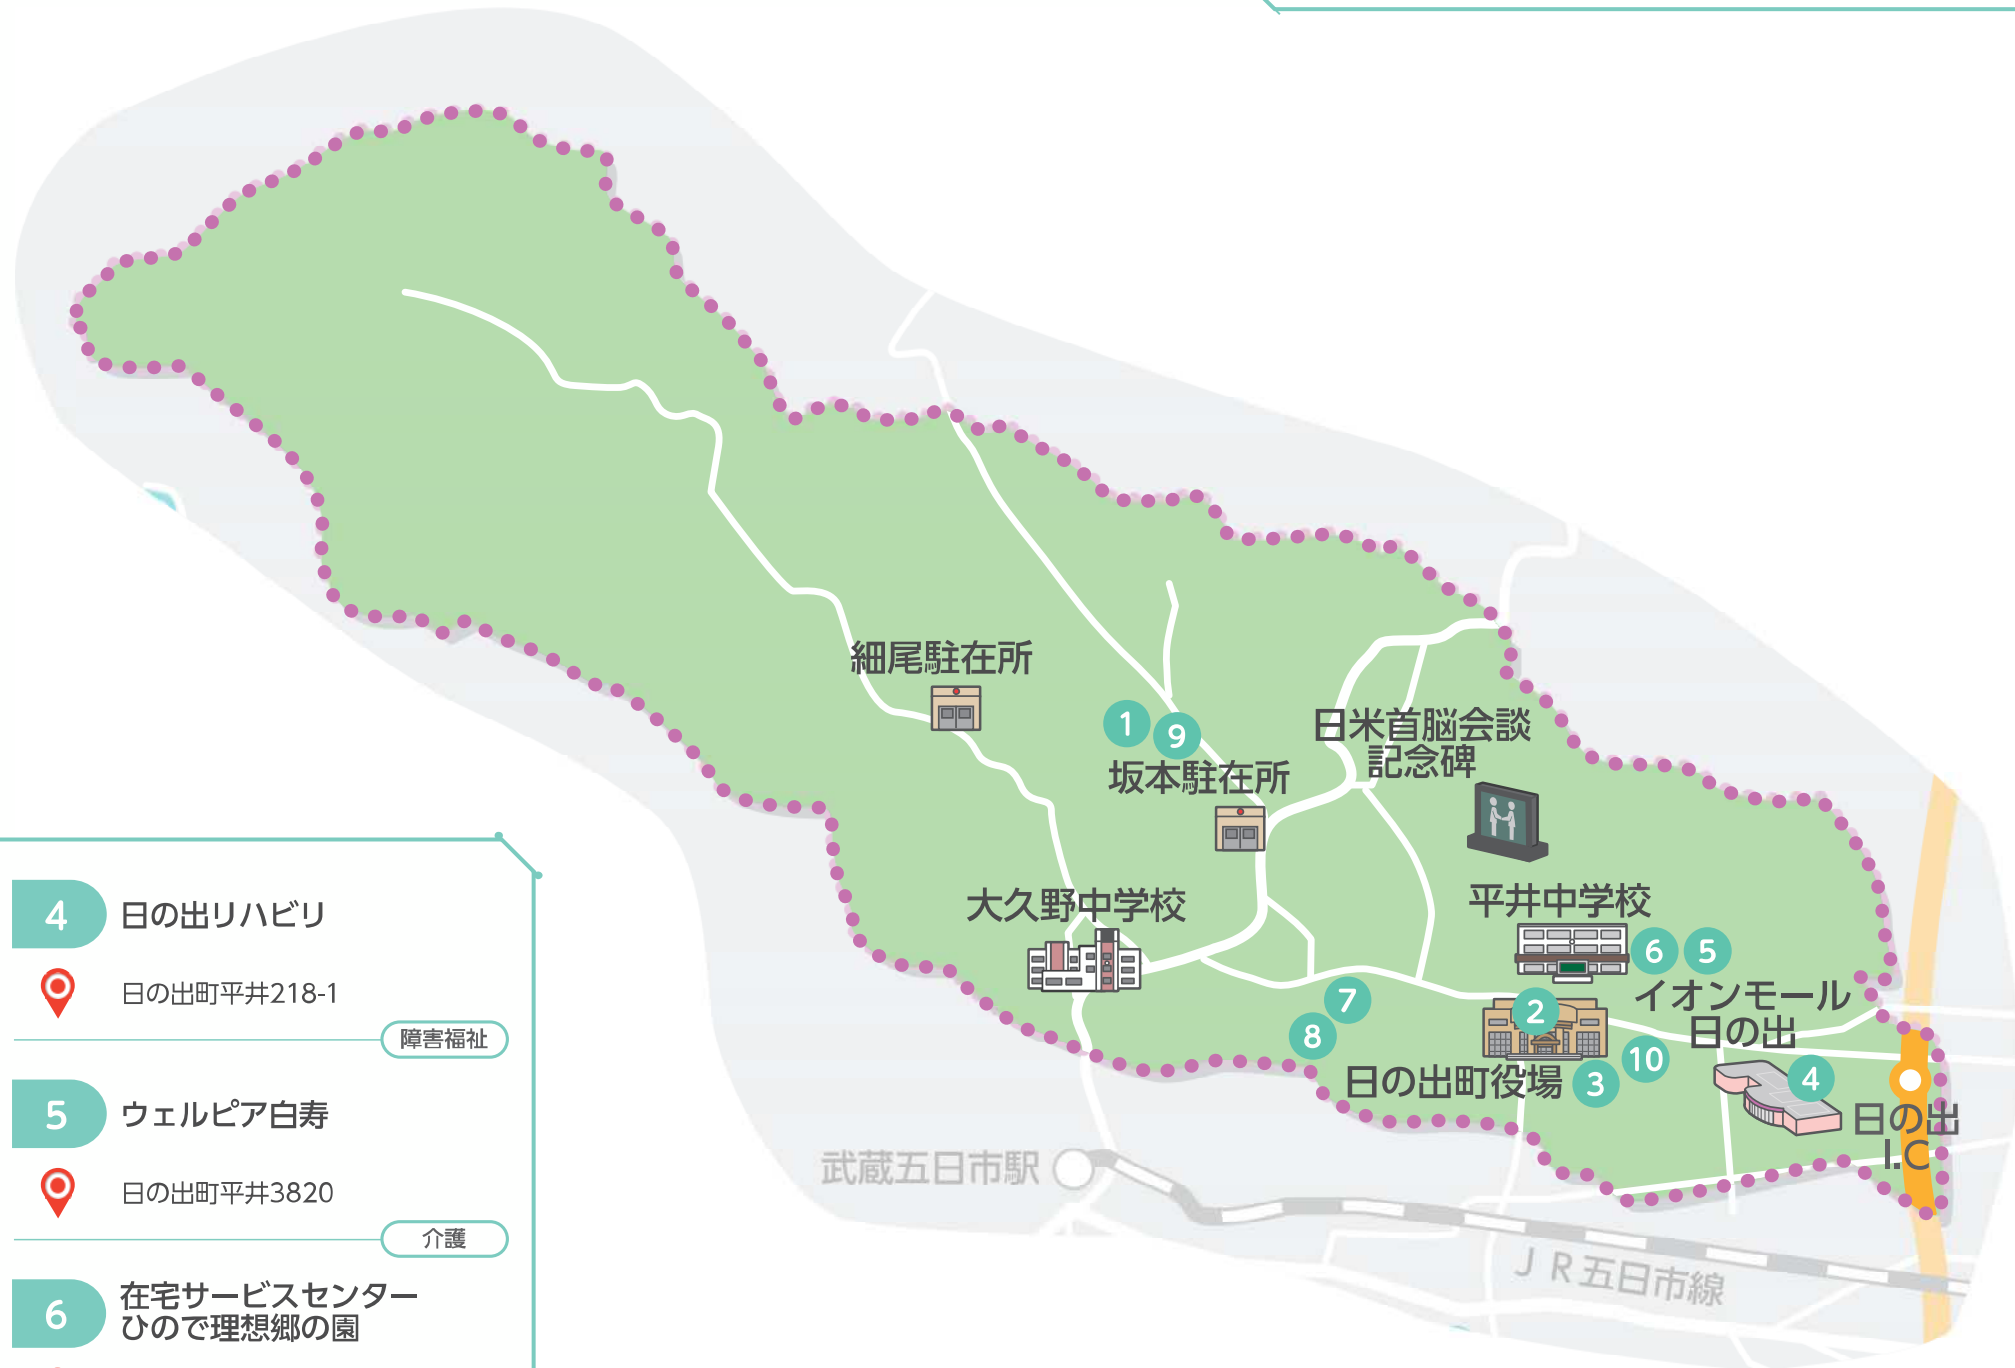 細尾駐在所
1
9
坂本駐在所
日米首脳会談
記念碑
大久野中学校
平井中学校
6
5
イオンモール
日の出
7
8
2
10
日の出町役場
3
4
日の出
I.C
武蔵五日市駅
JR五日市線
4
日の出リハビリ
日の出町平井218-1
障害福祉
5
ウェルピア白寿
日の出町平井3820
介護
6
在宅サービスセンター
ひので理想郷の園